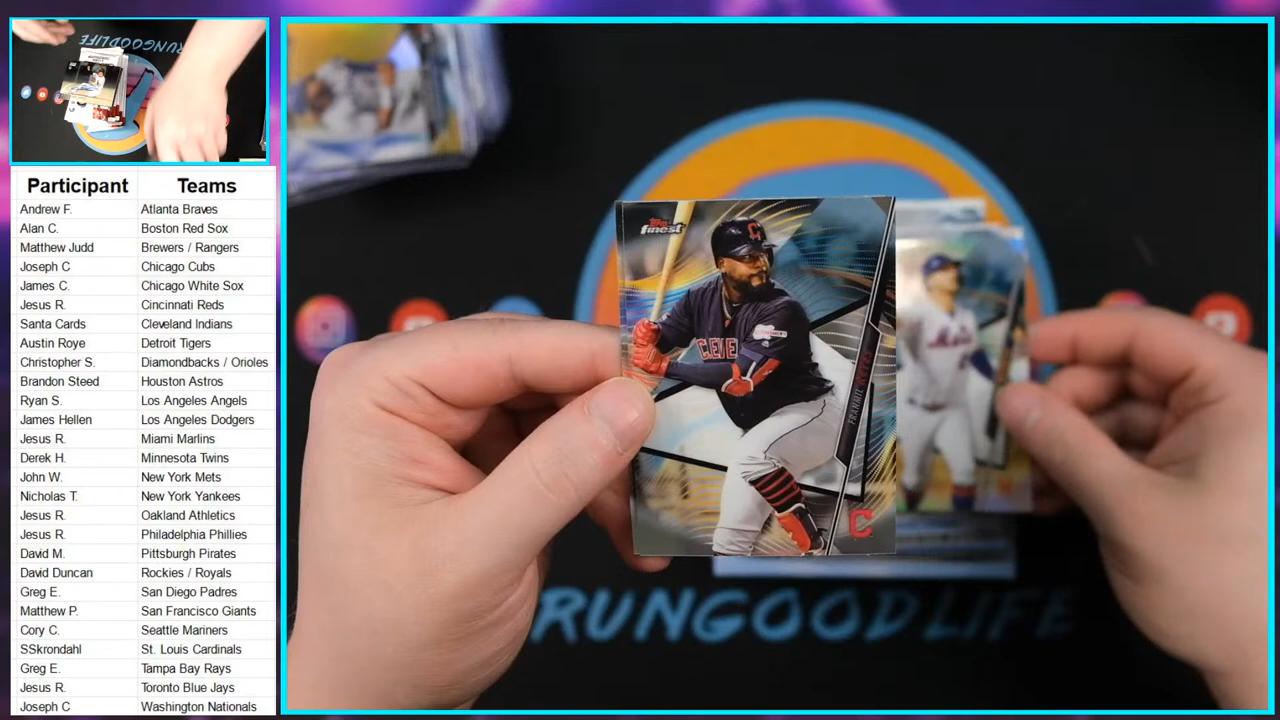 RUNGOODLIFE
Participant Teams
Andrew F. Atlanta Braves
Alan C. Boston Red Sox
Matthew Judd Brewers / Rangers
Joseph C Chicago Cubs
James C. Chicago White Sox
Jesus R. Cincinnati Reds
Santa Cards Cleveland Indians
Austin Roye Detroit Tigers
Christopher S. Diamondbacks / Orioles
Brandon Steed Houston Astros
Ryan S. Los Angeles Angels
James Hellen Los Angeles Dodgers
Jesus R. Miami Marlins
Derek H. Minnesota Twins
John W. New York Mets
Nicholas T. New York Yankees
Jesus R. Oakland Athletics
Jesus R. Philadelphia Phillies
David M. Pittsburgh Pirates
David Duncan Rockies / Royals
Greg E. San Diego Padres
Matthew P. San Francisco Giants
Cory C. Seattle Mariners
SSkrondahl St. Louis Cardinals
Greg E. Tampa Bay Rays
Jesus R. Toronto Blue Jays
Joseph C Washington Nationals
Topps
finest
C
CLEVE
FRANMIL REYES
C
Mets
RUNGOODLIFE